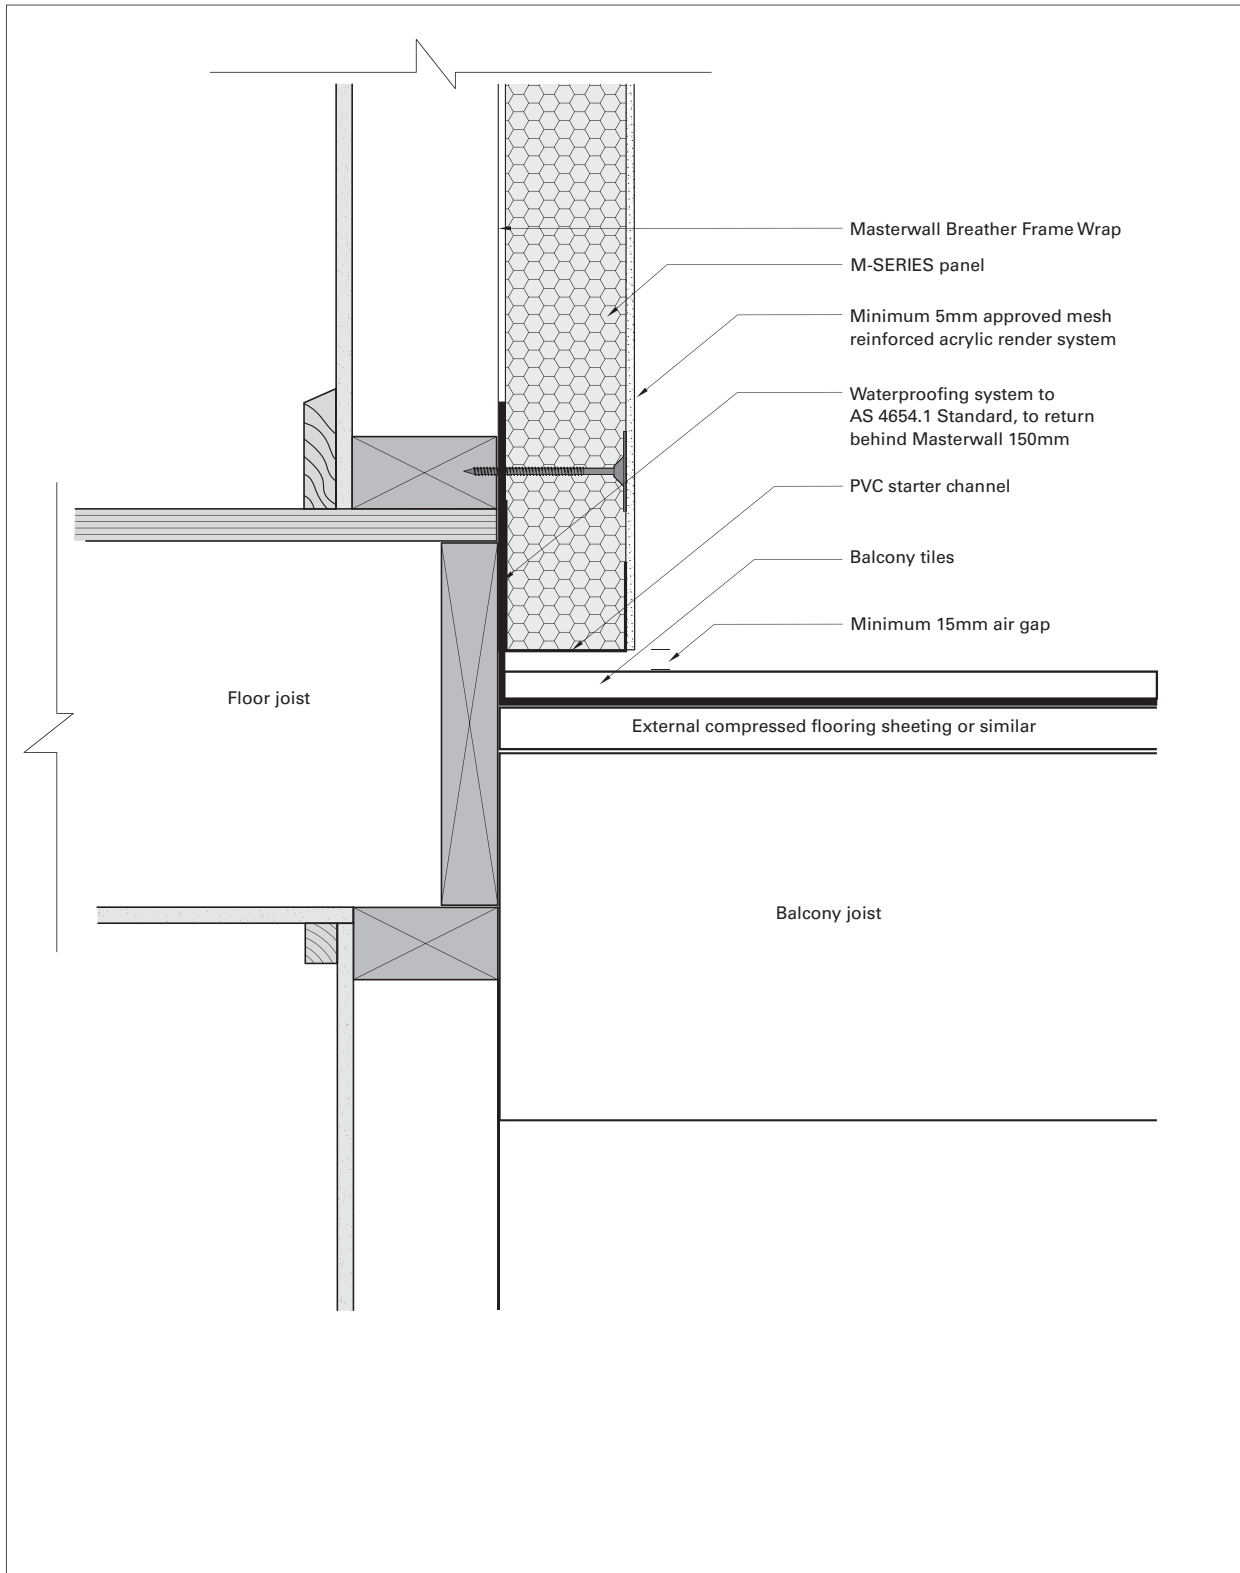 Masterwall Breather Frame Wrap
M-SERIES panel
Minimum 5mm approved mesh
reinforced acrylic render system
Waterproofing system to
AS 4654.1 Standard, to return
behind Masterwall 150mm
PVC starter channel
Balcony tiles
Minimum 15mm air gap
Floor joist
External compressed flooring sheeting or similar
Balcony joist